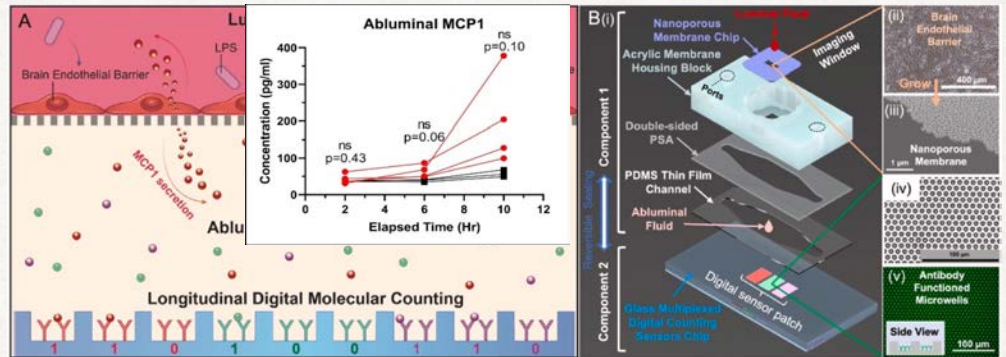 A
Lu
LPS
Brain Endothelial Barrier
MCP1 secretion
Ablu
Longitudinal Digital Molecular Counting
1 1 0 1 0 0 1 1 0
Abluminal MCP1
Concentration (pg/ml)
400
300
200
100
50
0
ns
p=0.43
ns
p=0.06
ns
p=0.10
0 2 4 6 8 10 12
Elapsed Time (Hr)
B(i)
Luminal Fluid
Nanoporous
Membrane Chip
Imaging
Window
Acrylic Membrane
Housing Block
Ports
Double-sided
PSA
PDMS Thin Film
Channel
Abluminal
Fluid
Component 1
Reversible Sealing
Component 2
Digital sensor patch
Glass Multiplexed
Digital Counting
Sensors Chip
(ii)
Brain
Endothelial
Barrier
400 μm
Grow
(iii)
Nanoporous
Membrane
1 μm
(iv)
100 μm
(v)
Antibody
Functioned
Microwells
Side View
160 μm